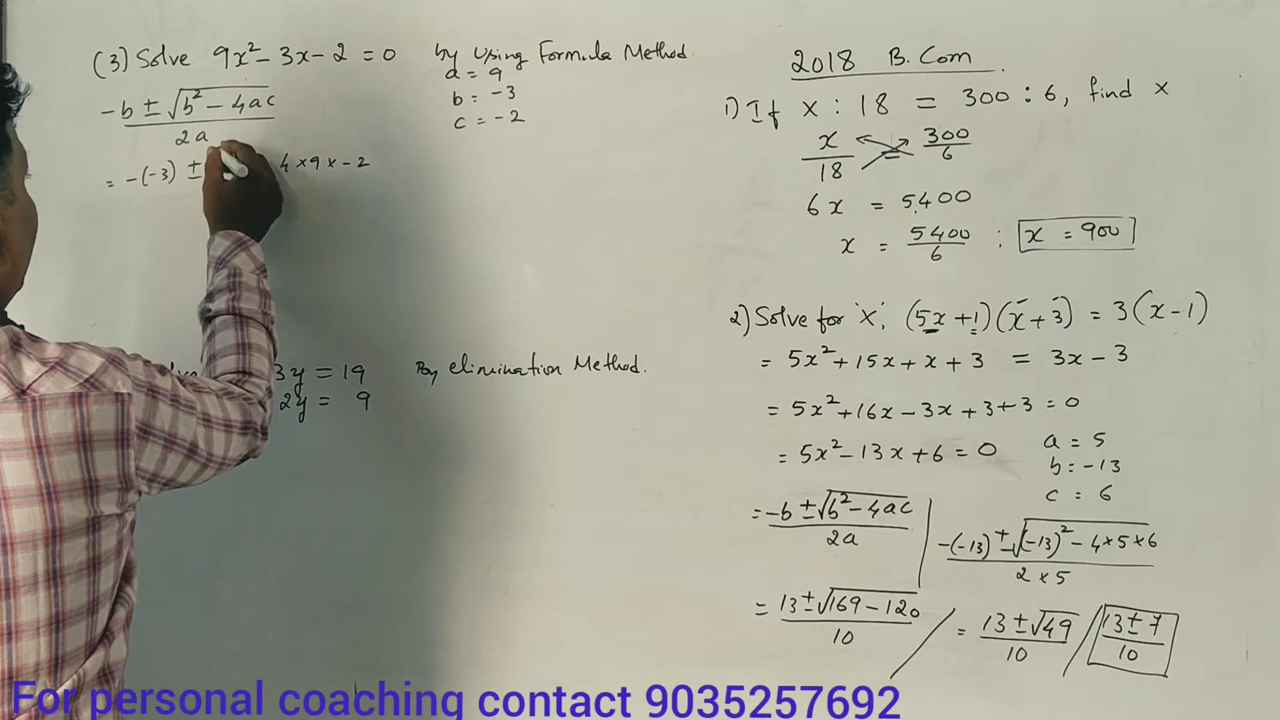 (3) Solve 9x² - 3x - 2 = 0 by Using Formula Method.
a = 9
b = -3
c = -2
-b ± √b² - 4ac
2a
= -(-3) ± 4 × 9 × -2
3y = 19 By elimination Method.
2y = 9
2018 B.Com
1) If x : 18 = 300 : 6, find x
x/18 = 300/6
6x = 5400
x = 5400/6 : x = 900
2) Solve for 'x', (5x + 1)(x + 3) = 3(x - 1)
= 5x² + 15x + x + 3 = 3x - 3
= 5x² + 16x - 3x + 3 + 3 = 0
= 5x² - 13x + 6 = 0
a = 5
b = -13
c = 6
= -b ± √b² - 4ac / 2a
-(-13) ± √(-13)² - 4 × 5 × 6 / 2 × 5
= 13 ± √169 - 120 / 10
= 13 ± √49 / 10
13 ± 7 / 10
For personal coaching contact 9035257692